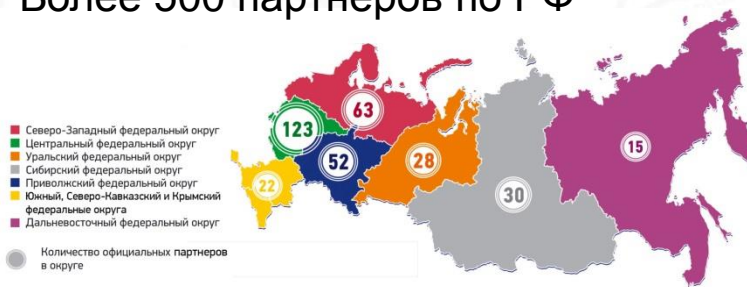 Более 300 партнеров по РФ
63
123
52
28
15
22
30
Северо-Западный федеральный округ
Центральный федеральный округ
Уральский федеральный округ
Сибирский федеральный округ
Приволжский федеральный округ
Южный, Северо-Кавказский и Крымский
федеральные округа
Дальневосточный федеральный округ
Количество официальных партнеров
в округе